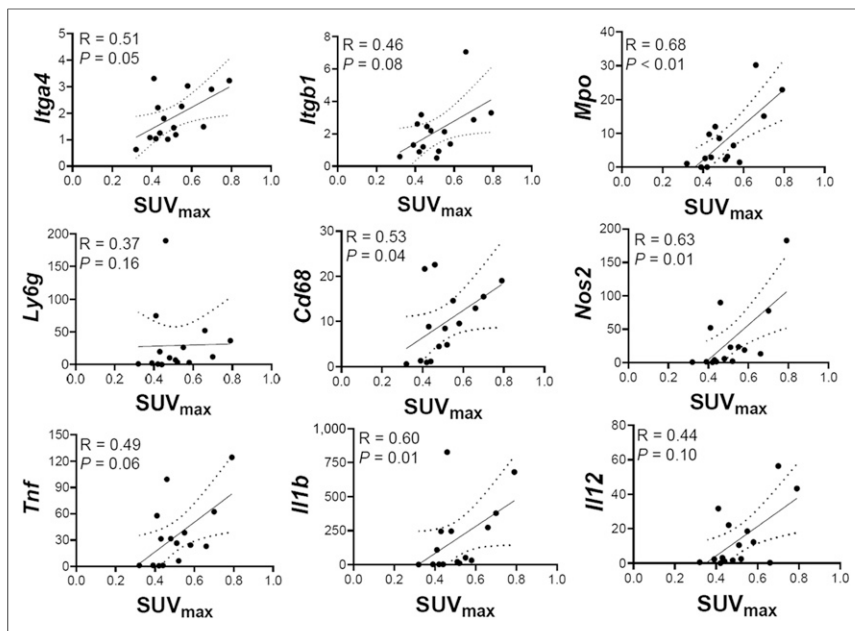 R = 0.51
P = 0.05
Itga4
5
4
3
2
1
0
0.0 0.2 0.4 0.6 0.8 1.0
SUVmax
R = 0.46
P = 0.08
Itgb1
8
6
4
2
0
0.0 0.2 0.4 0.6 0.8 1.0
SUVmax
R = 0.68
P < 0.01
Mpo
40
30
20
10
0
0.0 0.2 0.4 0.6 0.8 1.0
SUVmax
R = 0.37
P = 0.16
Ly6g
200
150
100
50
0
0.0 0.2 0.4 0.6 0.8 1.0
SUVmax
R = 0.53
P = 0.04
Cd68
30
20
10
0
0.0 0.2 0.4 0.6 0.8 1.0
SUVmax
R = 0.63
P = 0.01
Nos2
200
150
100
50
0
0.0 0.2 0.4 0.6 0.8 1.0
SUVmax
R = 0.49
P = 0.06
Tnf
150
120
90
60
30
0
0.0 0.2 0.4 0.6 0.8 1.0
SUVmax
R = 0.60
P = 0.01
Il1b
1,000
750
500
250
0
0.0 0.2 0.4 0.6 0.8 1.0
SUVmax
R = 0.44
P = 0.10
Il12
80
60
40
20
0
0.0 0.2 0.4 0.6 0.8 1.0
SUVmax